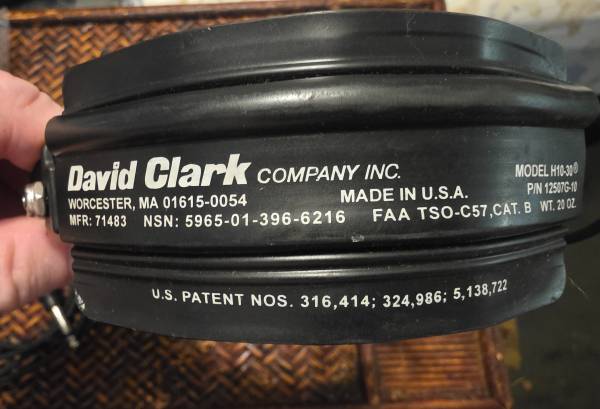 David Clark COMPANY INC.
WORCESTER, MA 01615-0054 MADE IN U.S.A.
MFR: 71483 NSN: 5965-01-396-6216 FAA TSO-C57, CAT. B WT. 20 OZ.
MODEL H10-30®
P/N 12507G-10
U.S. PATENT NOS. 316,414; 324,986; 5,138,722